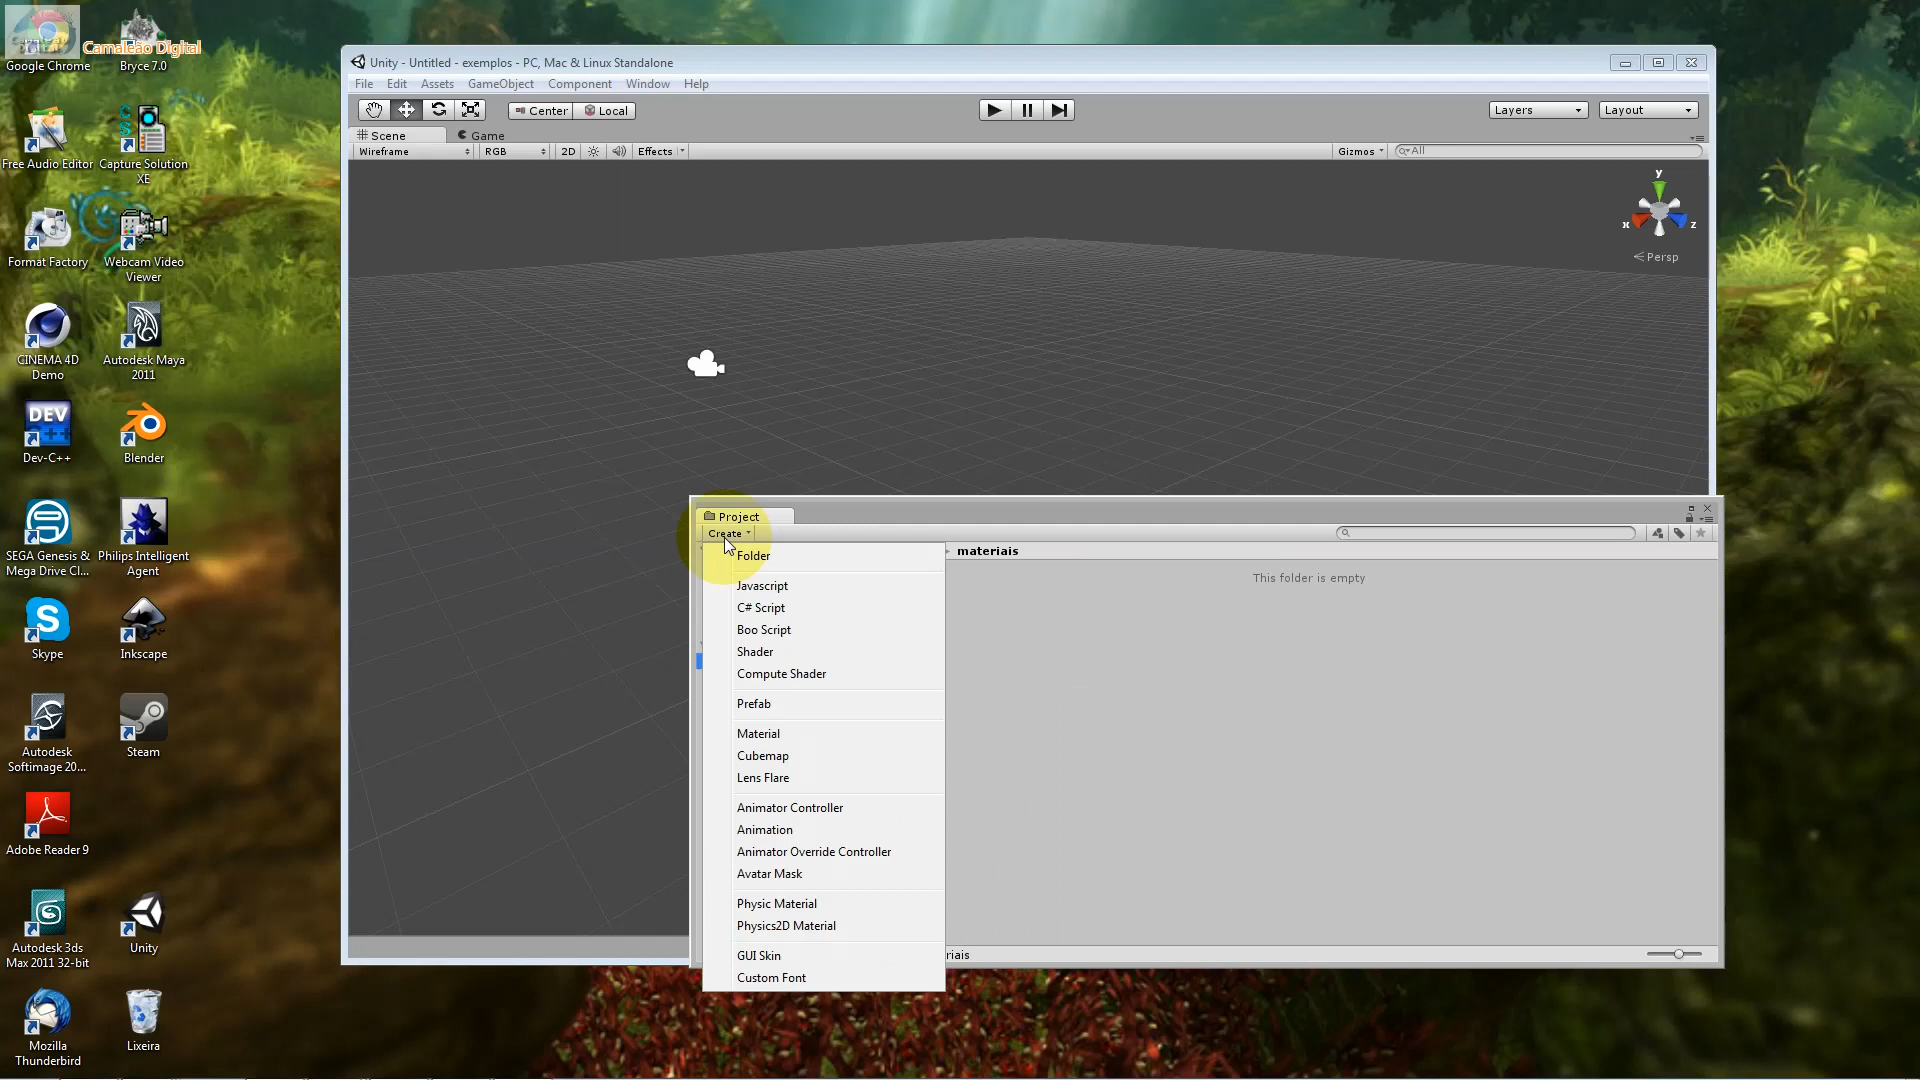 Camaleão Digital
Google Chrome
Bryce 7.0
Free Audio Editor
Capture Solution
XE
Format Factory
Webcam Video
Viewer
CINEMA 4D
Demo
Autodesk Maya
2011
DEV
Dev-C++
Blender
SEGA Genesis &
Mega Drive Cl...
Philips Intelligent
Agent
Skype
Inkscape
Autodesk
Softimage 20...
Steam
Adobe Reader 9
Autodesk 3ds
Max 2011 32-bit
Unity
Mozilla
Thunderbird
Lixeira
Unity - Untitled - exemplos - PC, Mac & Linux Standalone
File Edit Assets GameObject Component Window Help
Center Local
Layers Layout
Scene Game
Wireframe RGB 2D Effects Gizmos All
y
x z
Persp
Project
Create
materiais
This folder is empty
Folder
Javascript
C# Script
Boo Script
Shader
Compute Shader
Prefab
Material
Cubemap
Lens Flare
Animator Controller
Animation
Animator Override Controller
Avatar Mask
Physic Material
Physics2D Material
GUI Skin
Custom Font
riais